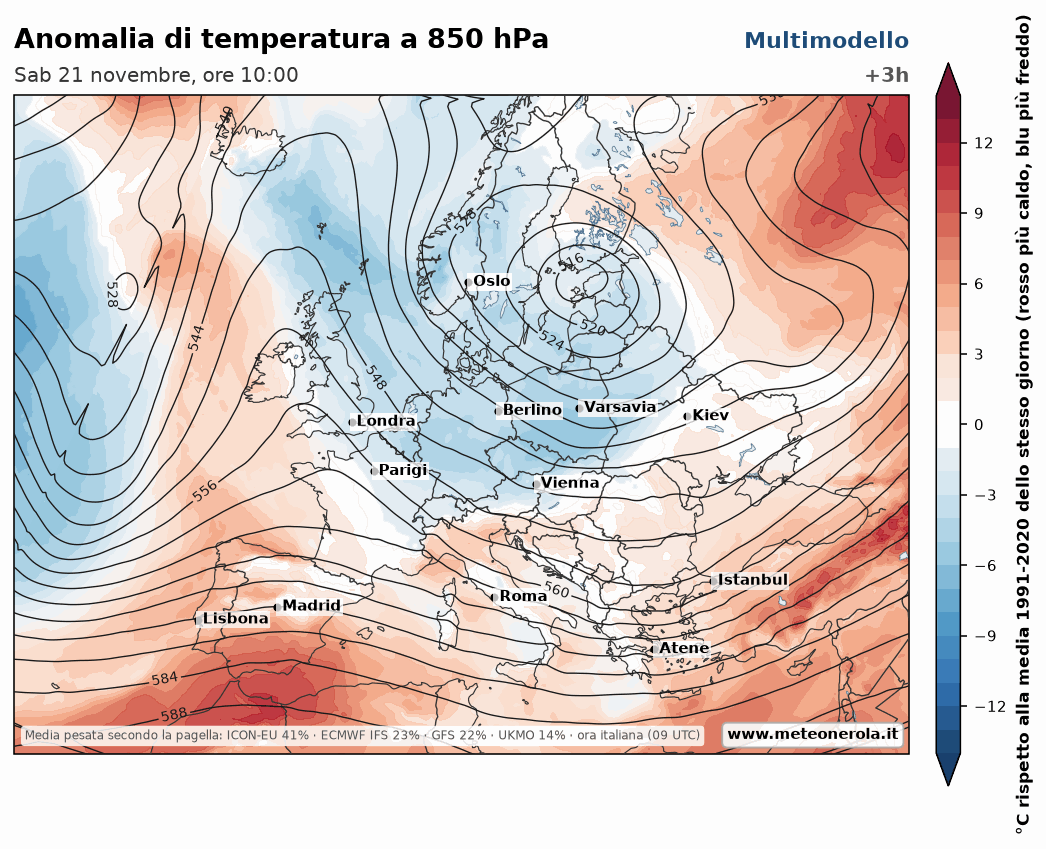 Anomalia di temperatura a 850 hPa
Multimodello
Sab 21 novembre, ore 10:00
+3h
540
528
544
548
556
516
520
524
560
584
588
Oslo
Londra
Berlino
Varsavia
Kiev
Parigi
Vienna
Istanbul
Roma
Madrid
Lisbona
Atene
Media pesata secondo la pagella: ICON-EU 41% · ECMWF IFS 23% · GFS 22% · UKMO 14% · ora italiana (09 UTC)
www.meteonerola.it
12
9
6
3
0
−3
−6
−9
−12
°C rispetto alla media 1991-2020 dello stesso giorno (rosso più caldo, blu più freddo)